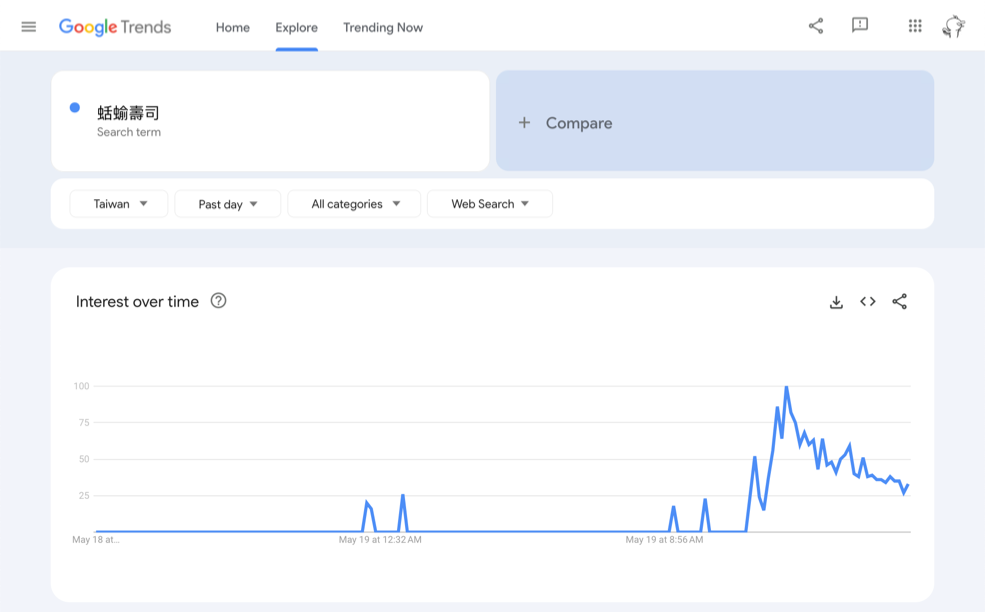 Google Trends
Home
Explore
Trending Now
蛞蝓壽司
Search term
+ Compare
Taiwan
Past day
All categories
Web Search
Interest over time
100
75
50
25
May 18 at...
May 19 at 12:32 AM
May 19 at 8:56 AM